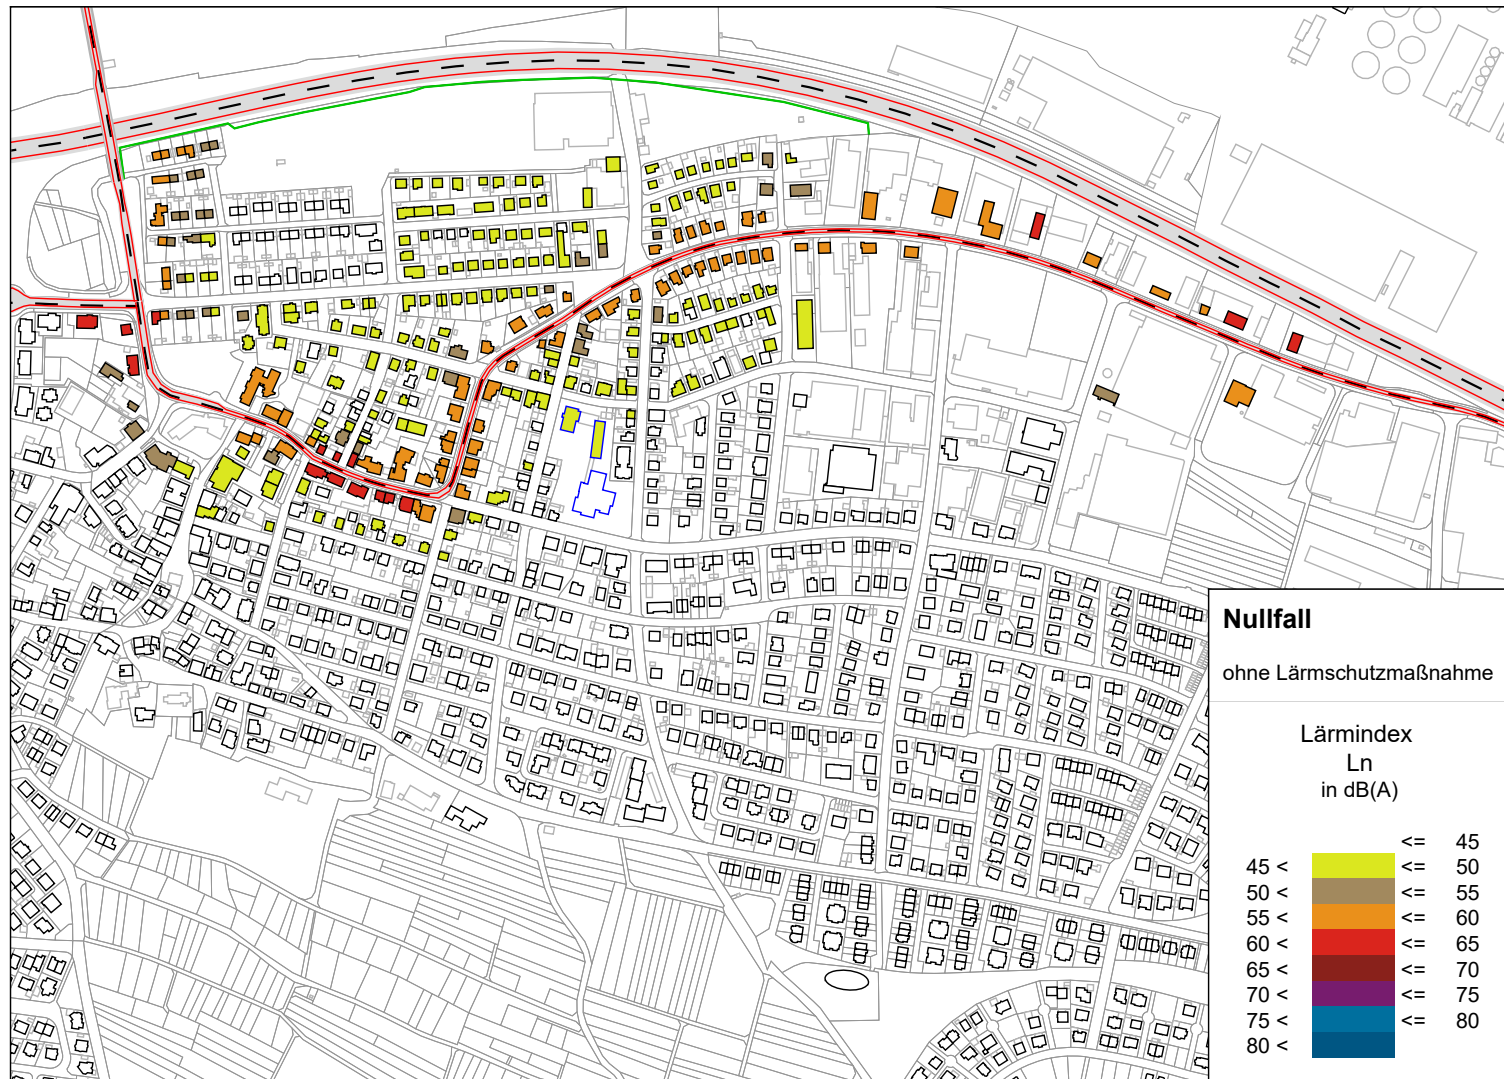 Nullfall
ohne Lärmschutzmaßnahme
Lärmindex
Ln
in dB(A)
<= 45
45 < <= 50
50 < <= 55
55 < <= 60
60 < <= 65
65 < <= 70
70 < <= 75
75 < <= 80
80 <